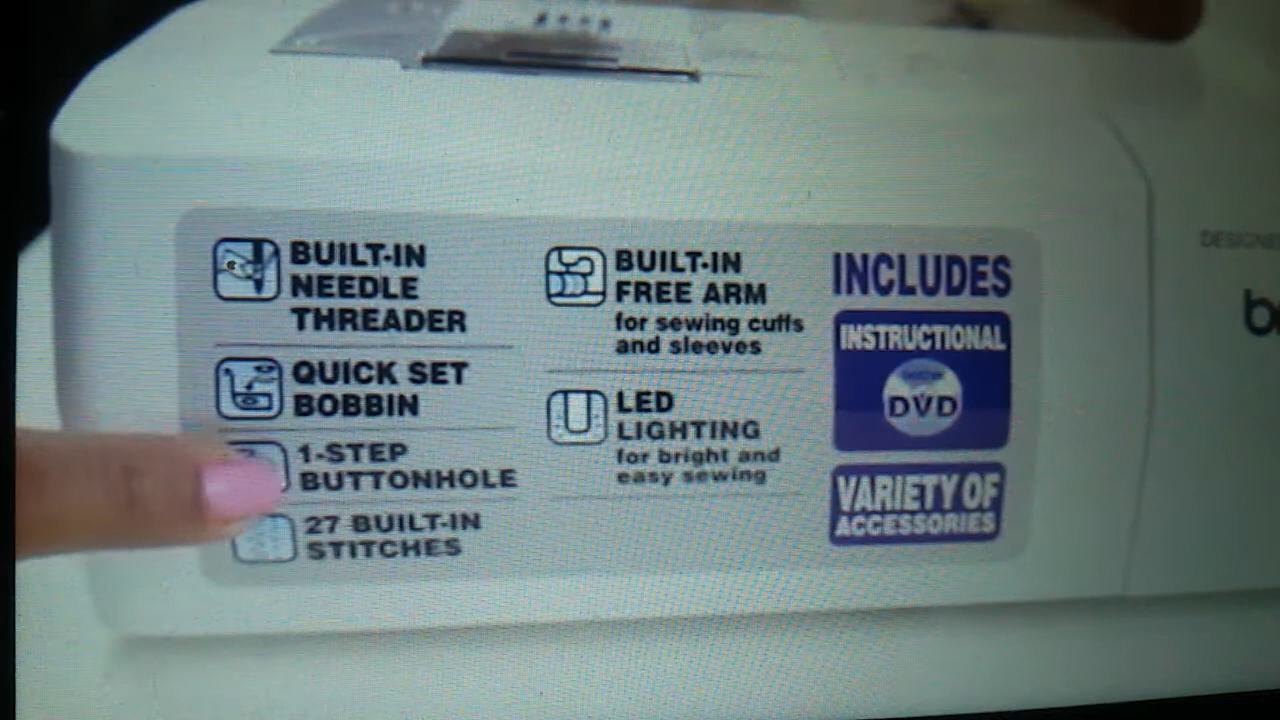 BUILT-IN
NEEDLE
THREADER
QUICK SET
BOBBIN
1-STEP
BUTTONHOLE
27 BUILT-IN
STITCHES
BUILT-IN
FREE ARM
for sewing cuffs
and sleeves
LED
LIGHTING
for bright and
easy sewing
INCLUDES
INSTRUCTIONAL
DVD
VARIETY OF
ACCESSORIES